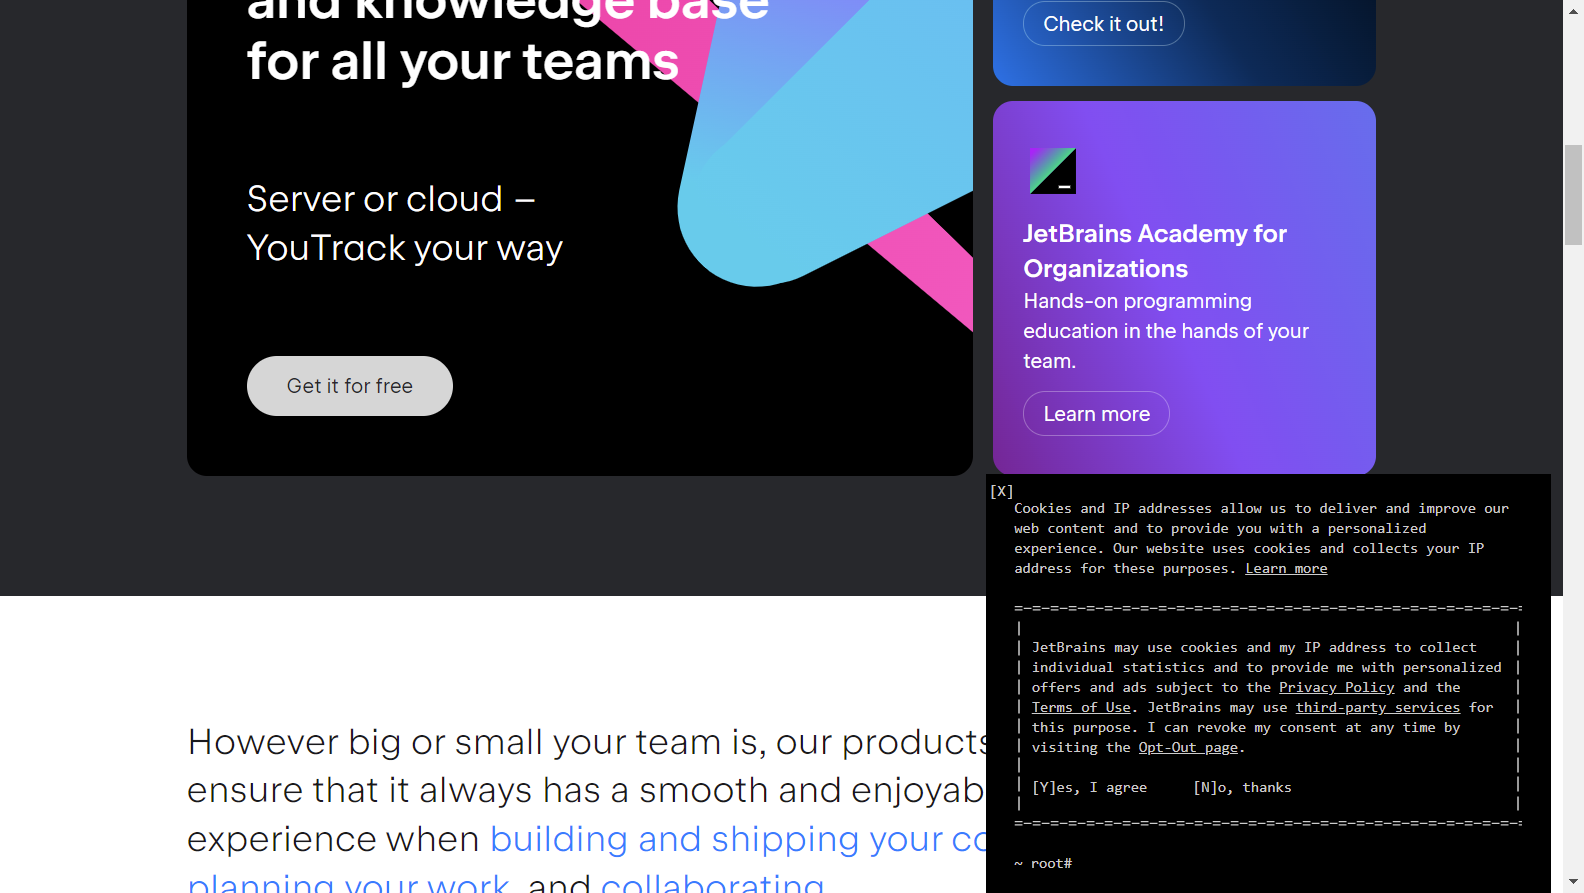 and knowledge base
for all your teams
Server or cloud –
YouTrack your way
Get it for free
Check it out!
JetBrains Academy for
Organizations
Hands-on programming
education in the hands of your
team.
Learn more
However big or small your team is, our products
ensure that it always has a smooth and
experience when building and shipping your
planning your work, and collaborating
[X]
Cookies and IP addresses allow us to deliver and improve our
web content and to provide you with a personalized
experience. Our website uses cookies and collects your IP
address for these purposes. Learn more
JetBrains may use cookies and my IP address to collect
individual statistics and to provide me with personalized
offers and ads subject to the Privacy Policy and the
Terms of Use. JetBrains may use third-party services for
this purpose. I can revoke my consent at any time by
visiting the Opt-Out page.
[Y]es, I agree [N]o, thanks
~ root#